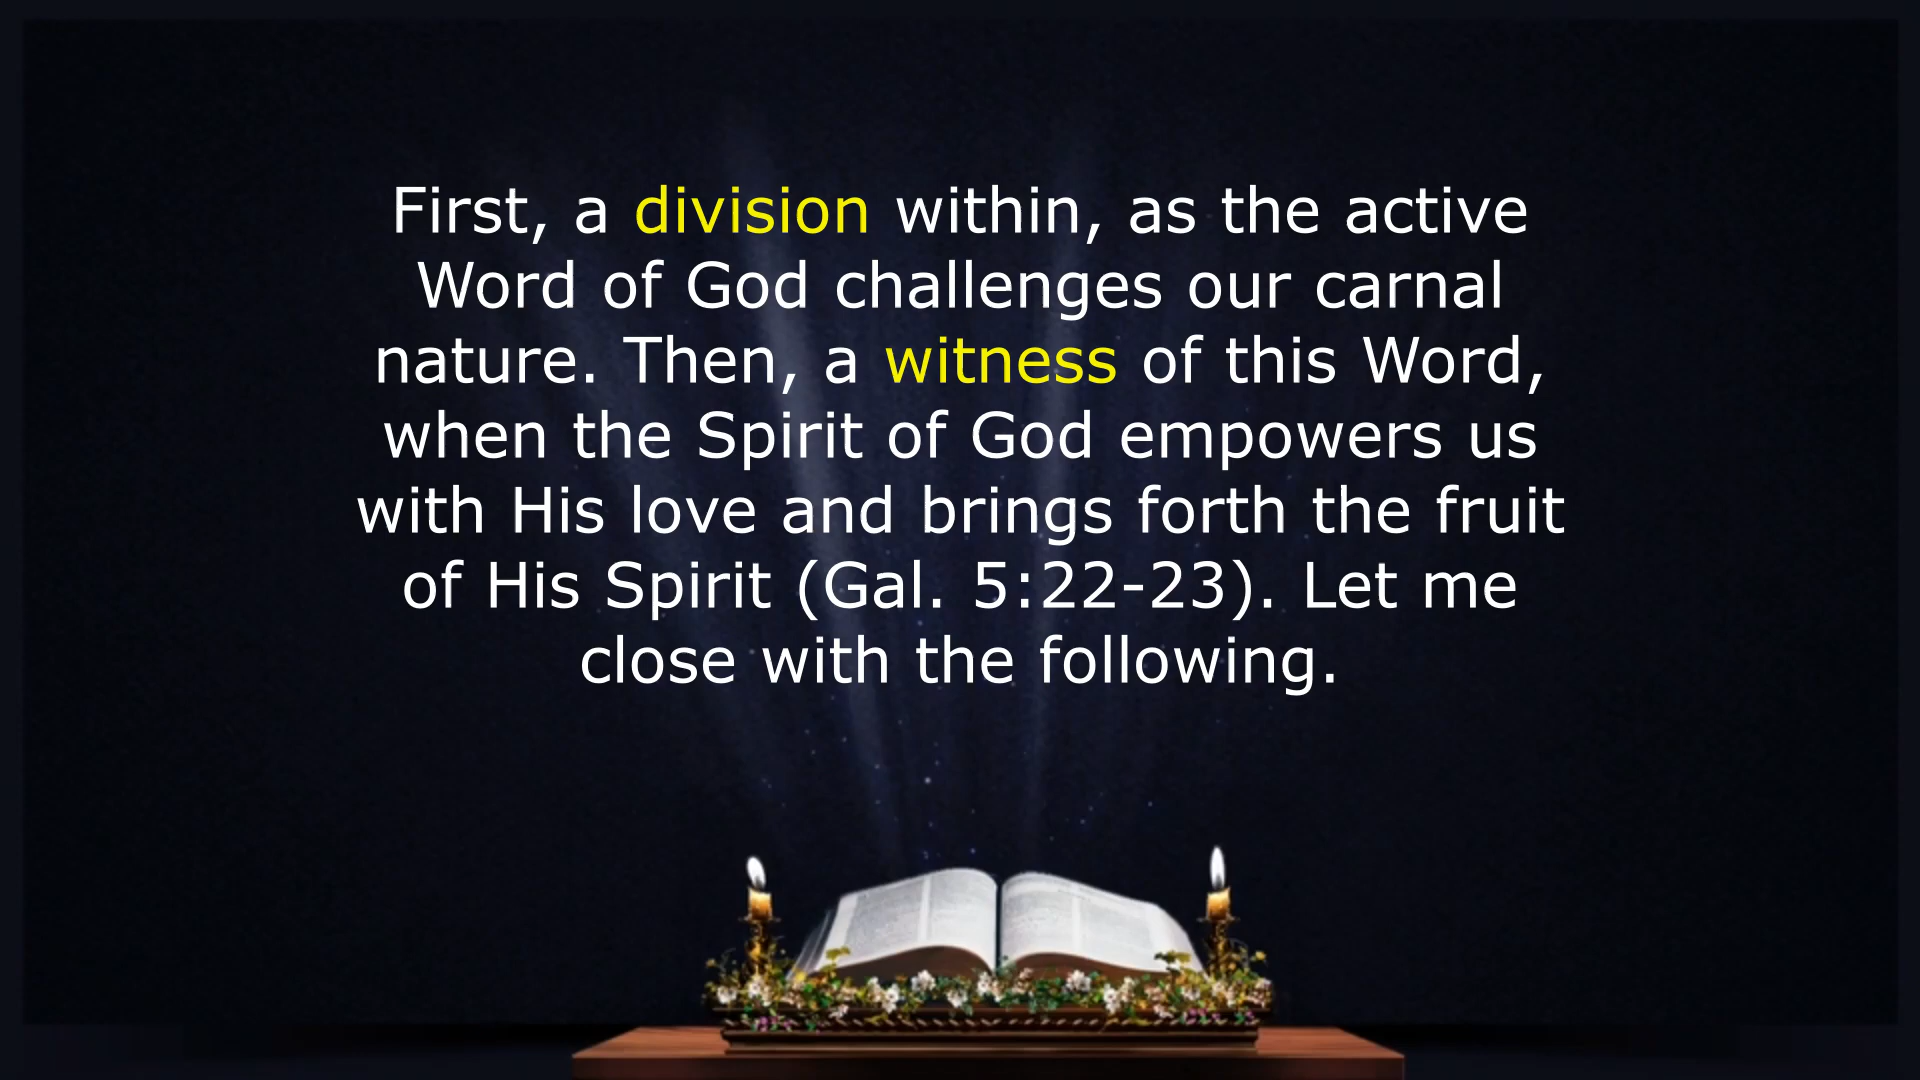 First, a division within, as the active
Word of God challenges our carnal
nature. Then, a witness of this Word,
when the Spirit of God empowers us
with His love and brings forth the fruit
of His Spirit (Gal. 5:22-23). Let me
close with the following.